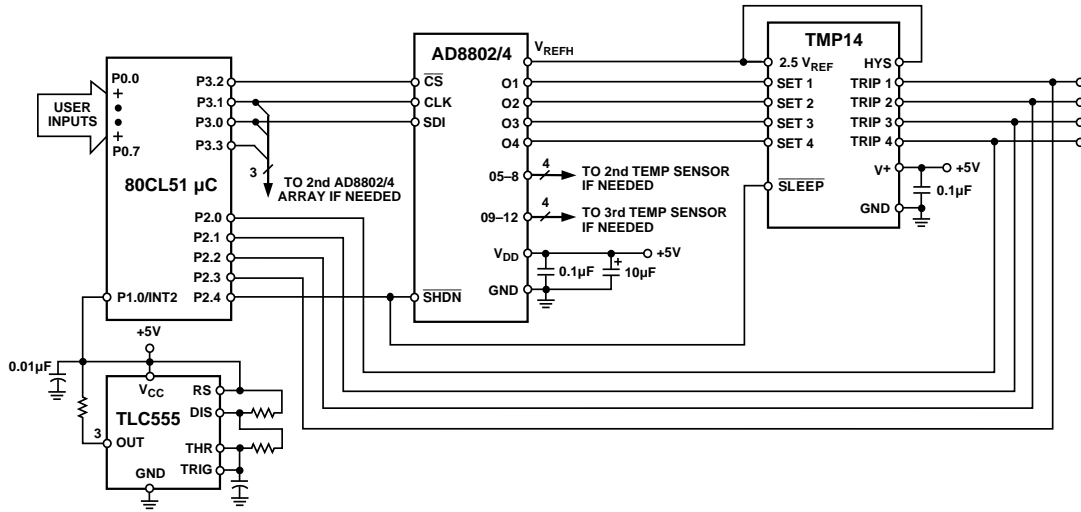 P0.0
+
+
P0.7
USER
INPUTS
P3.2
P3.1
P3.0
P3.3
80CL51 µC
P2.0
P2.1
P2.2
P2.3
P2.4
P1.0/INT2
3
TO 2nd AD8802/4
ARRAY IF NEEDED
AD8802/4
CS
CLK
SDI
SHDN
VREFH
O1
O2
O3
O4
05–8
4
TO 2nd TEMP SENSOR
IF NEEDED
09–12
4
TO 3rd TEMP SENSOR
IF NEEDED
VDD
+5V
0.1µF
+
10µF
GND
TMP14
2.5 VREF
SET 1
SET 2
SET 3
SET 4
SLEEP
HYS
TRIP 1
TRIP 2
TRIP 3
TRIP 4
V+
+5V
0.1µF
GND
+5V
0.01µF
VCC
RS
DIS
TLC555
3
OUT
THR
TRIG
GND